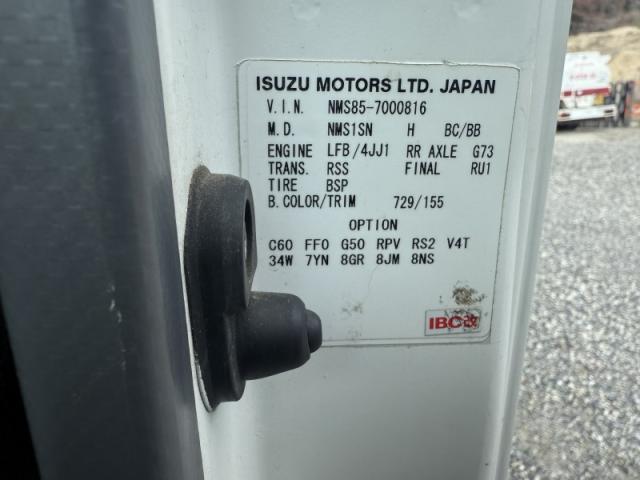 ISUZU MOTORS LTD. JAPAN
V.I.N. NMS85-7000816
M.D. NMS1SN H BC/BB
ENGINE LFB/4JJ1 RR AXLE G73
TRANS. RSS FINAL RU1
TIRE BSP
B.COLOR/TRIM 729/155
OPTION
C60 FF0 G50 RPV RS2 V4T
34W 7YN 8GR 8JM 8NS